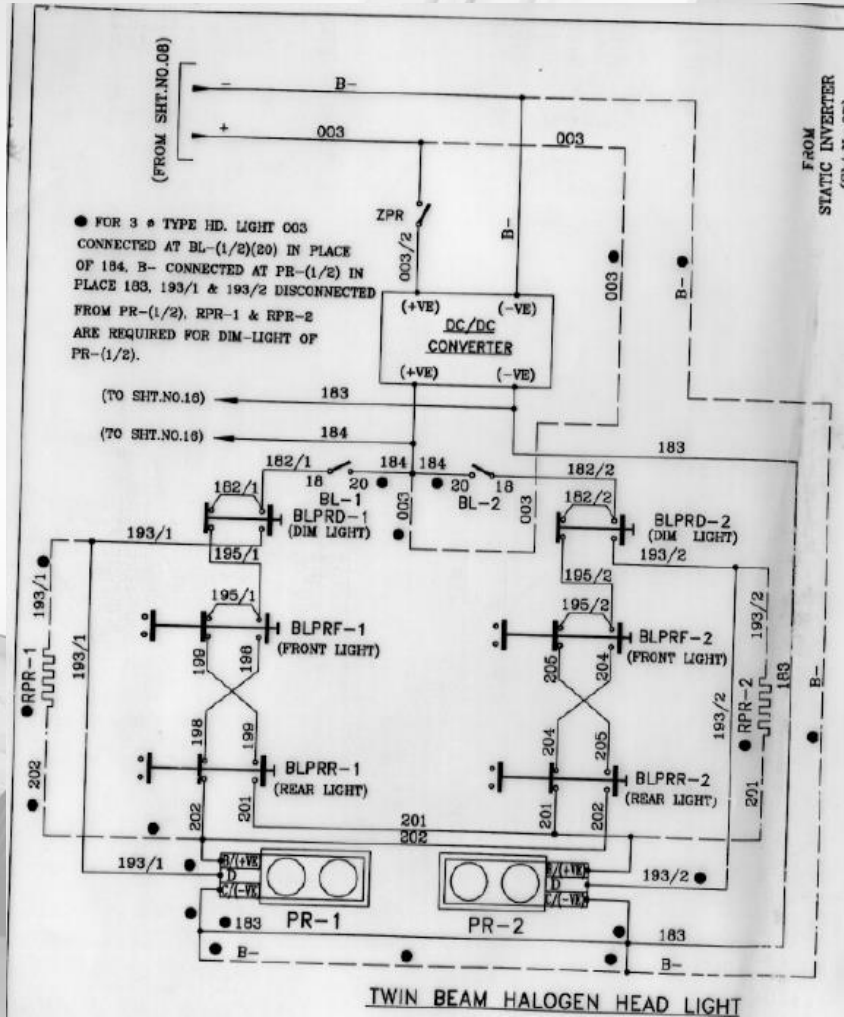 (FROM SHT.NO.08)
- B-
+ 003
003
FROM
STATIC INVERTER
ZPR
003/2
B-
003
B-
● FOR 3 ø TYPE HD. LIGHT 003
CONNECTED AT BL-(1/2)(20) IN PLACE
OF 184, B- CONNECTED AT PR-(1/2) IN
PLACE 183, 193/1 & 193/2 DISCONNECTED
FROM PR-(1/2), RPR-1 & RPR-2
ARE REQUIRED FOR DIM-LIGHT OF
PR-(1/2).
(+VE) (-VE)
DC/DC
CONVERTER
(+VE) (-VE)
(TO SHT.NO.16) 183
(TO SHT.NO.16) 184
183
182/1 184 184 182/2
18 20 20 18
BL-1 BL-2
003 003
182/1 182/2
BLPRD-1
(DIM LIGHT)
BLPRD-2
(DIM LIGHT)
193/1 193/2
195/1 195/2
193/1 193/1 193/2 193/2
195/1 195/2
BLPRF-1
(FRONT LIGHT)
BLPRF-2
(FRONT LIGHT)
199 198 205 204
RPR-1 RPR-2
183 B-
198 199 204 205
BLPRR-1
(REAR LIGHT)
BLPRR-2
(REAR LIGHT)
202 202 201 201 202 201
201
202
193/1 B/(+VE) D C/(-VE)
(+VE) D C/(-VE) 193/2
PR-1 PR-2
183 183
B- B-
TWIN BEAM HALOGEN HEAD LIGHT